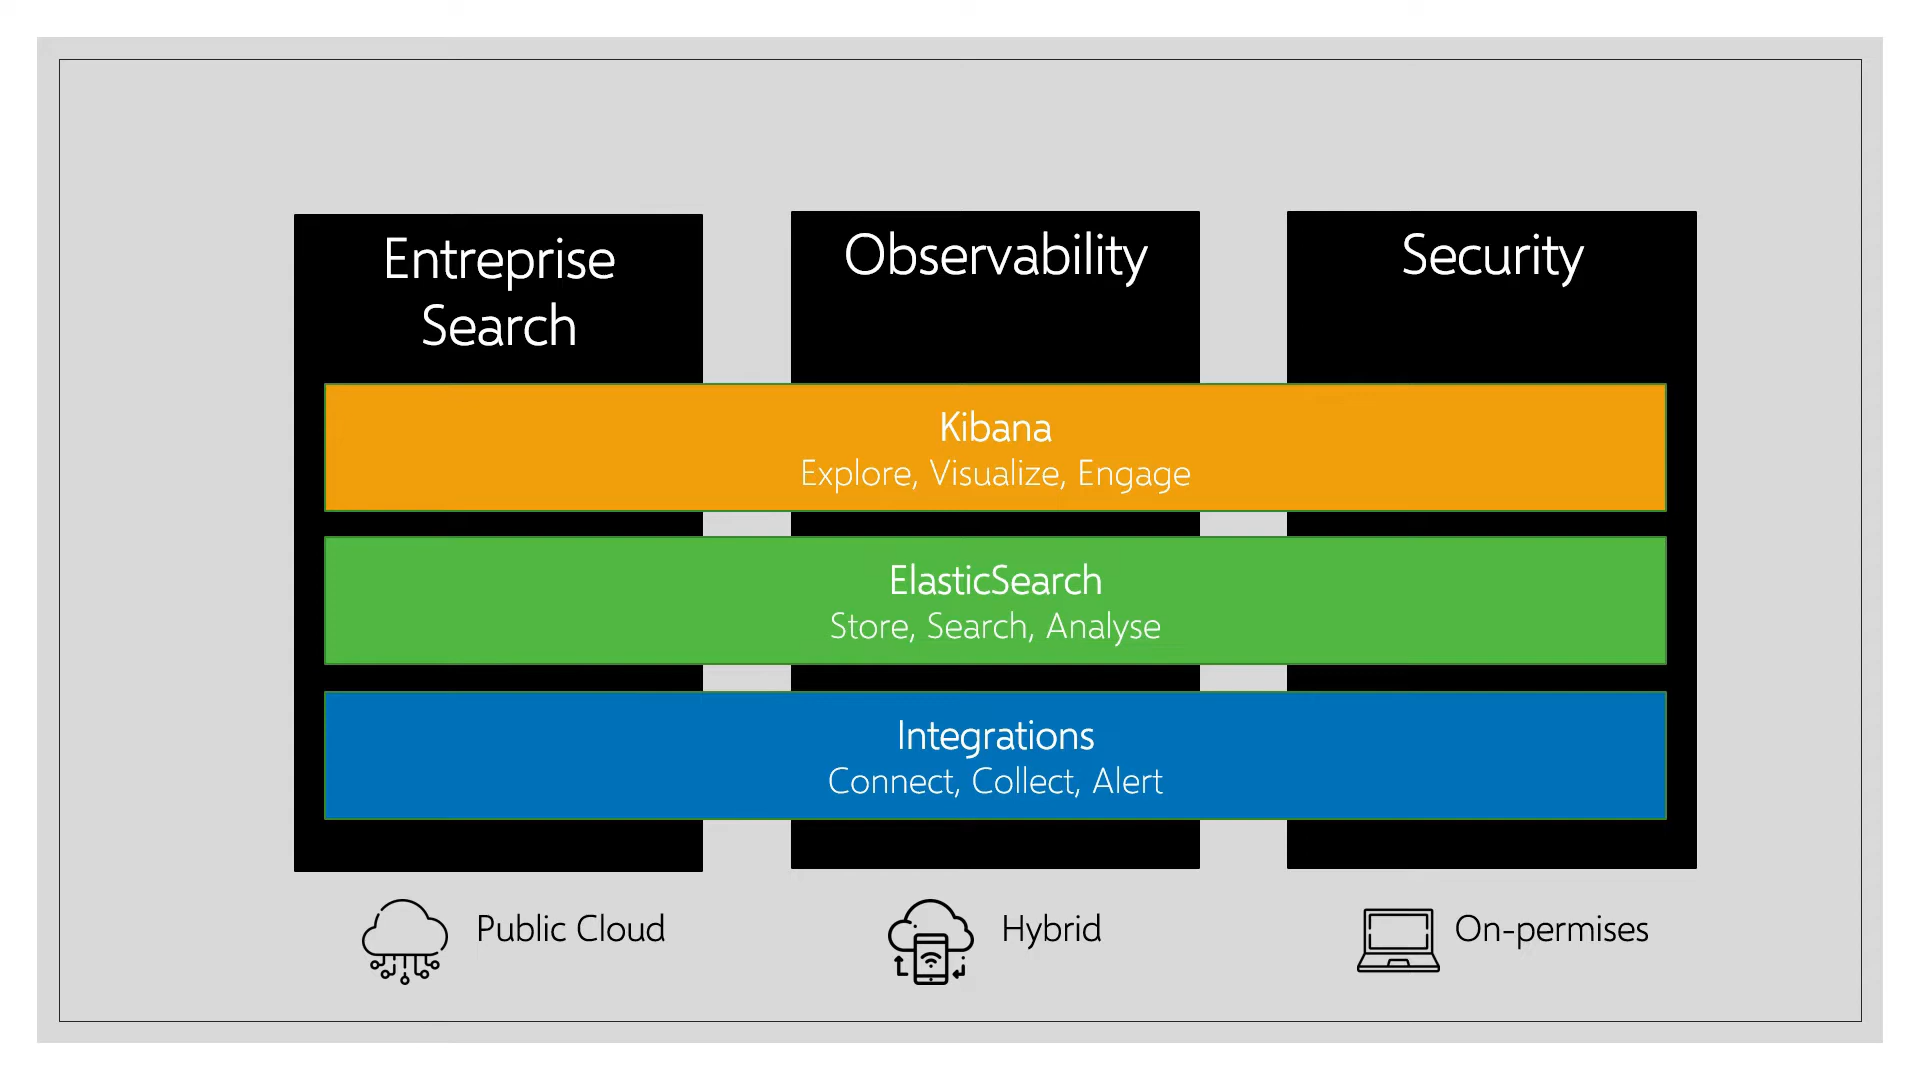 Entreprise
Search
Observability
Security
Kibana
Explore, Visualize, Engage
ElasticSearch
Store, Search, Analyse
Integrations
Connect, Collect, Alert
Public Cloud
Hybrid
On-permises